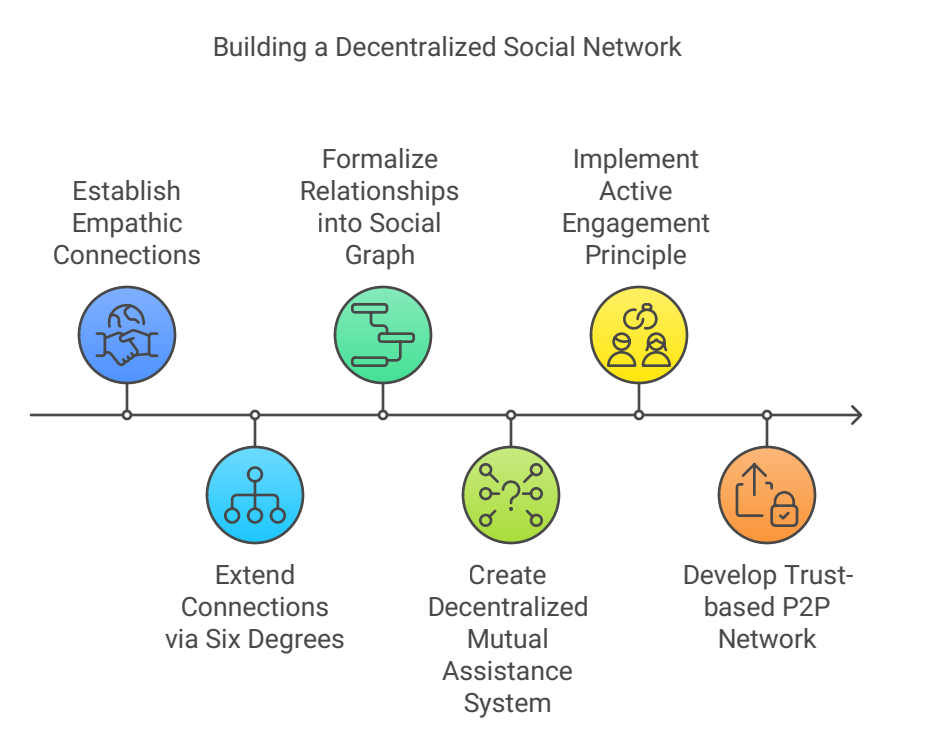 Building a Decentralized Social Network
Establish
Empathic
Connections
Formalize
Relationships
into Social
Graph
Implement
Active
Engagement
Principle
Extend
Connections
via Six Degrees
Create
Decentralized
Mutual
Assistance
System
Develop Trust-
based P2P
Network